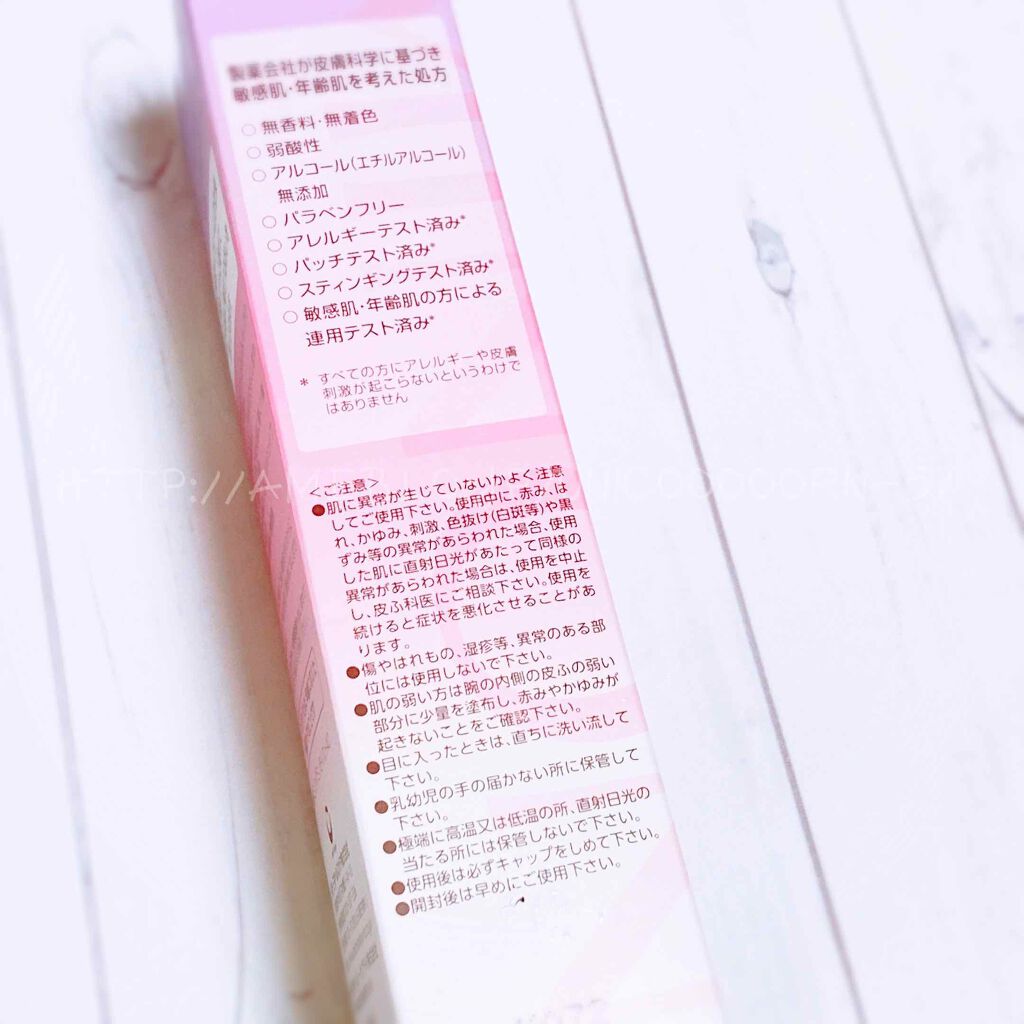 製薬会社が皮膚科学に基づき
敏感肌・年齢肌を考えた処方
○ 無香料・無着色
○ 弱酸性
○ アルコール(エチルアルコール)
無添加
○ パラベンフリー
○ アレルギーテスト済み*
○ パッチテスト済み*
○ スティンギングテスト済み*
○ 敏感肌・年齢肌の方による
連用テスト済み*
* すべての方にアレルギーや皮膚
刺激が起こらないというわけで
はありません
<ご注意>
●肌に異常が生じていないかよく注意
してご使用下さい。使用中に、赤み、は
れ、かゆみ、刺激、色抜け(白斑等)や黒
ずみ等の異常があらわれた場合、使用
した肌に直射日光があたって同様の
異常があらわれた場合は、使用を中止
し、皮ふ科医にご相談下さい。使用を
続けると症状を悪化させることがあ
ります。
●傷やはれもの、湿疹等、異常のある部
位には使用しないで下さい。
●肌の弱い方は腕の内側の皮ふの弱い
部分に少量を塗布し、赤みやかゆみが
起きないことをご確認下さい。
●目に入ったときは、直ちに洗い流して
下さい。
●乳幼児の手の届かない所に保管して
下さい。
●極端に高温又は低温の所、直射日光の
当たる所には保管しないで下さい。
●使用後は必ずキャップをしめて下さい。
●開封後は早めにご使用下さい。